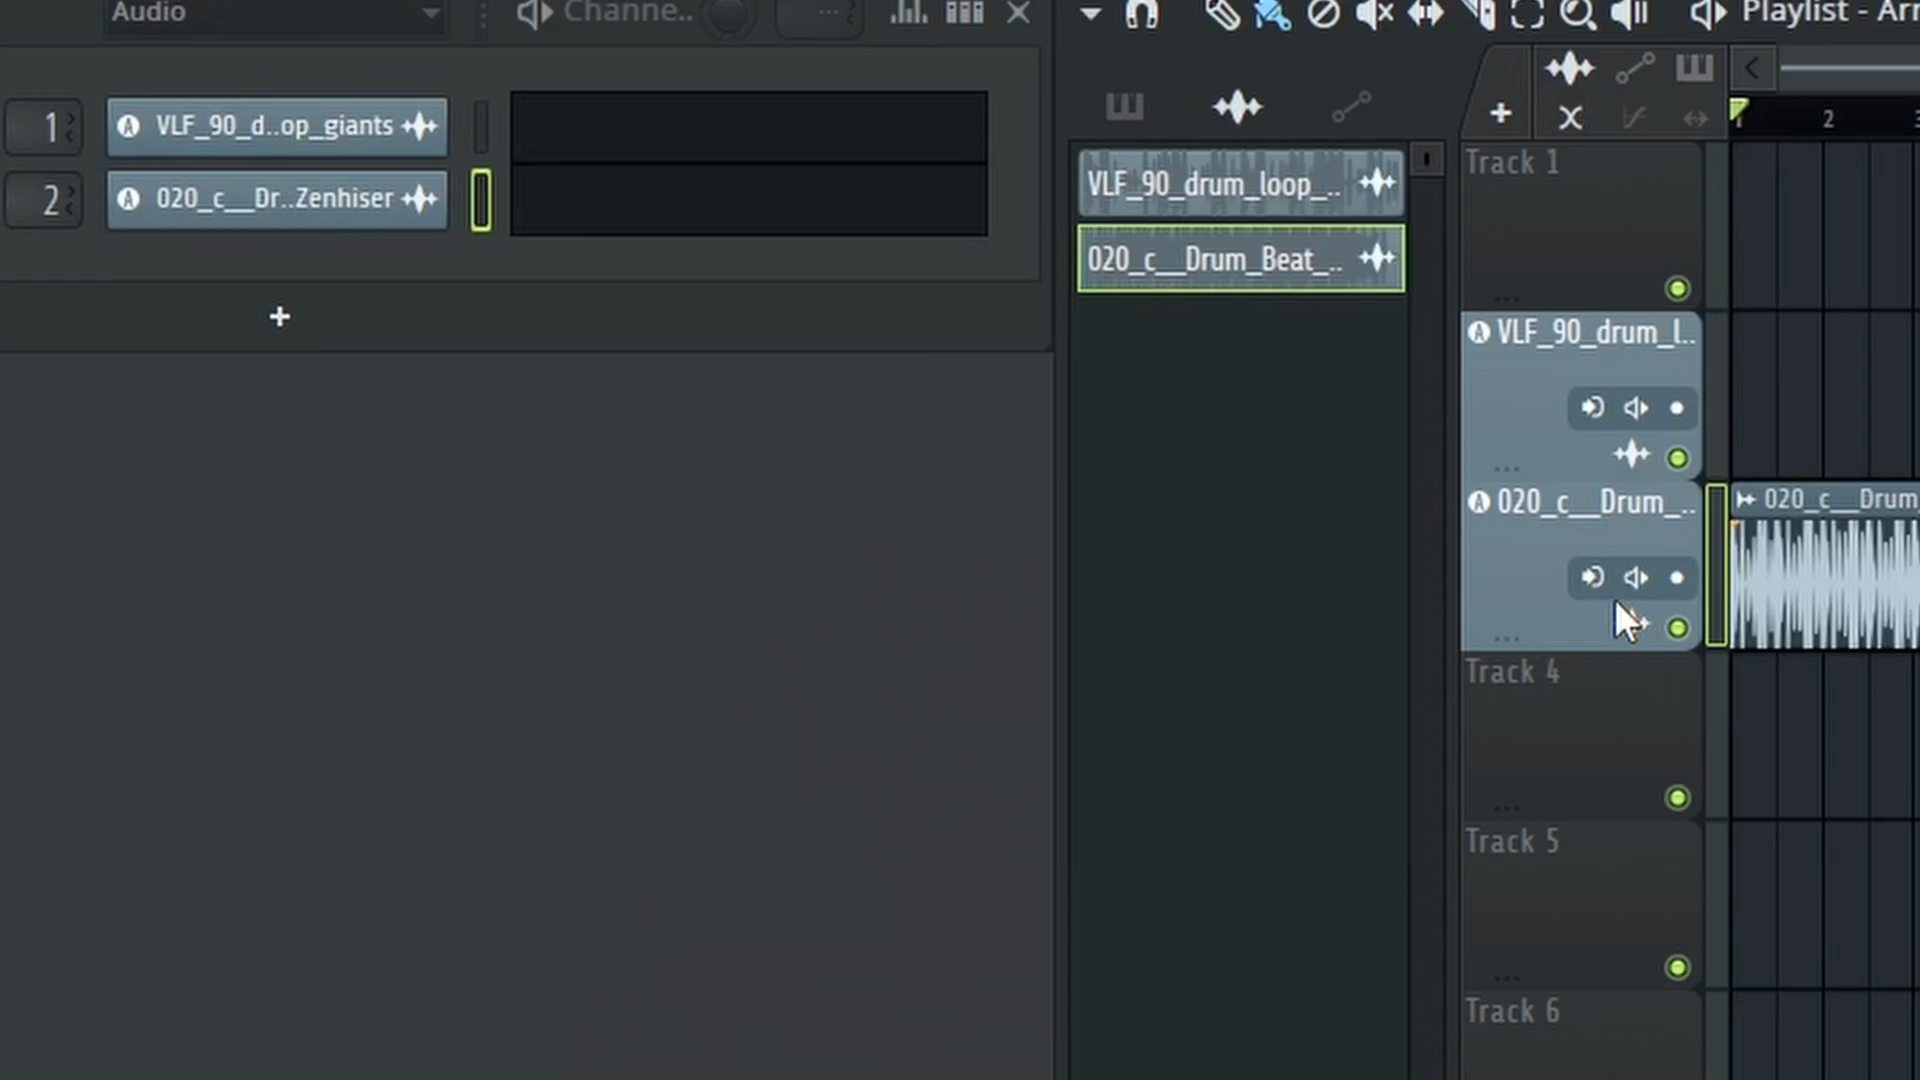 Audio
Channe..
Playlist - Arr
1
VLF_90_d..op_giants
2
020_c__Dr..Zenhiser
+
VLF_90_drum_loop_..
020_c__Drum_Beat_..
+
2
Track 1
VLF_90_drum_l..
020_c__Drum_..
020_c__Drum_
Track 4
Track 5
Track 6